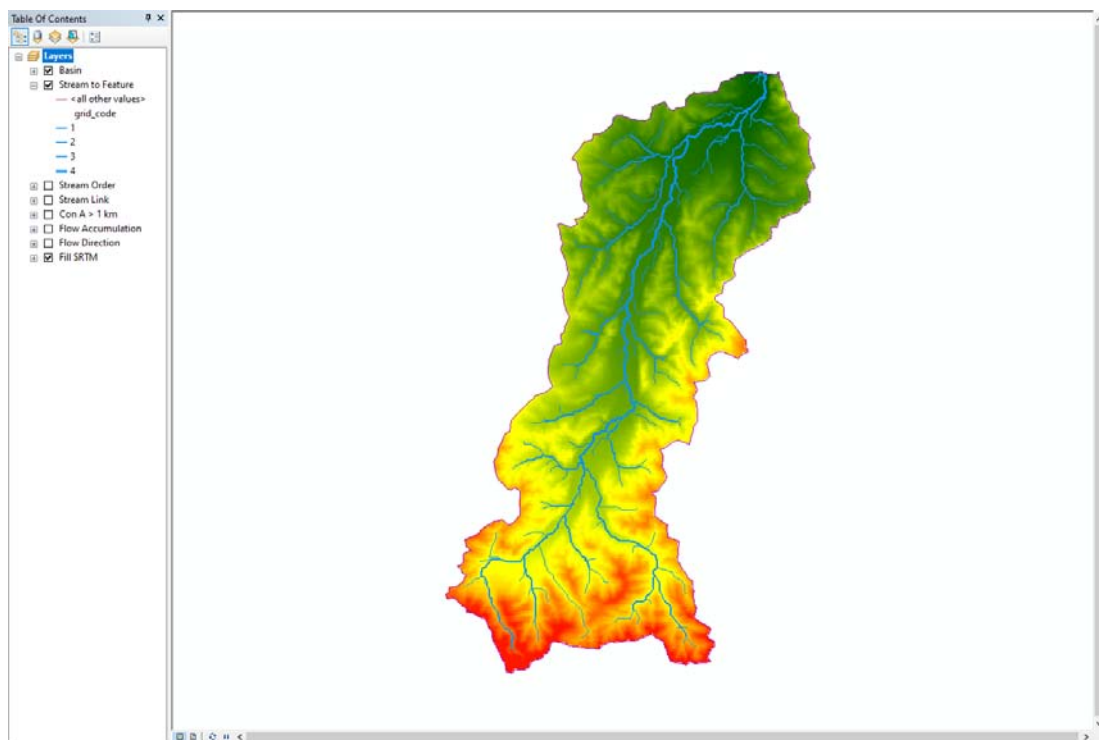 Table Of Contents
Layers
Basin
Stream to Feature
<all other values>
grid_code
1
2
3
4
Stream Order
Stream Link
Con A > 1 km
Flow Accumulation
Flow Direction
Fill SRTM